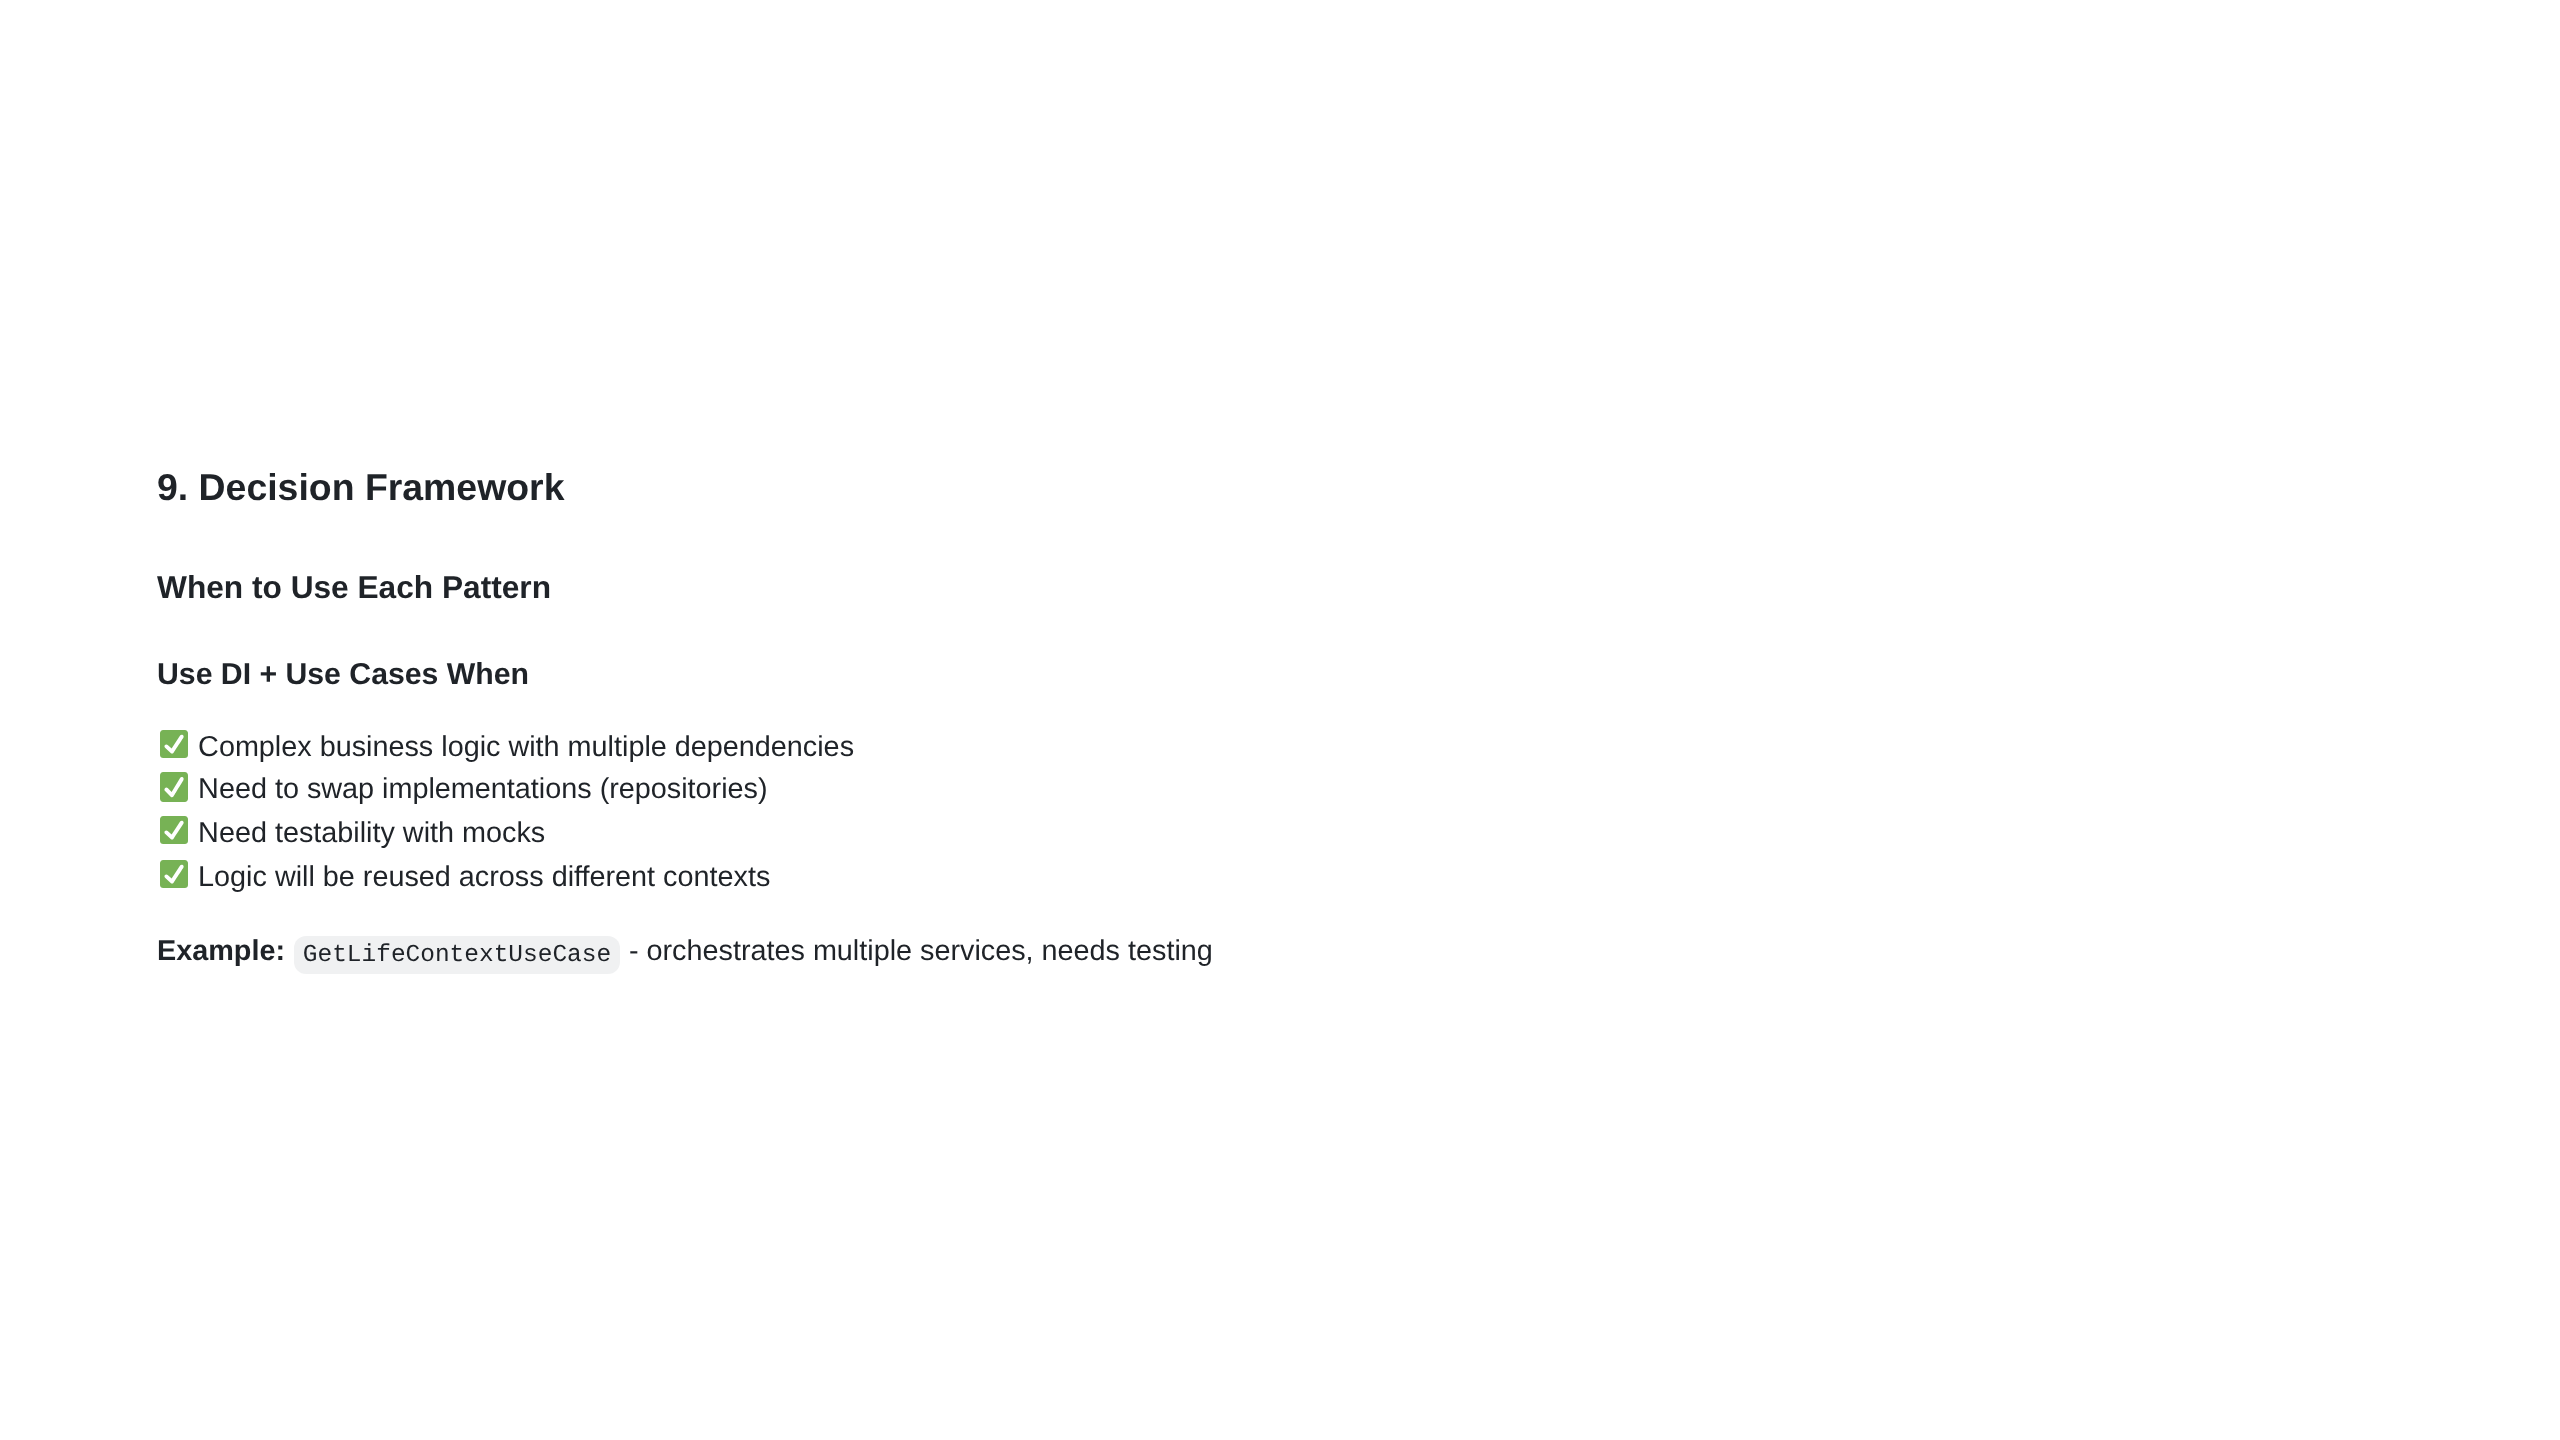 9. Decision Framework
When to Use Each Pattern
Use DI + Use Cases When
✅ Complex business logic with multiple dependencies
✅ Need to swap implementations (repositories)
✅ Need testability with mocks
✅ Logic will be reused across different contexts
Example: GetLifeContextUseCase - orchestrates multiple services, needs testing